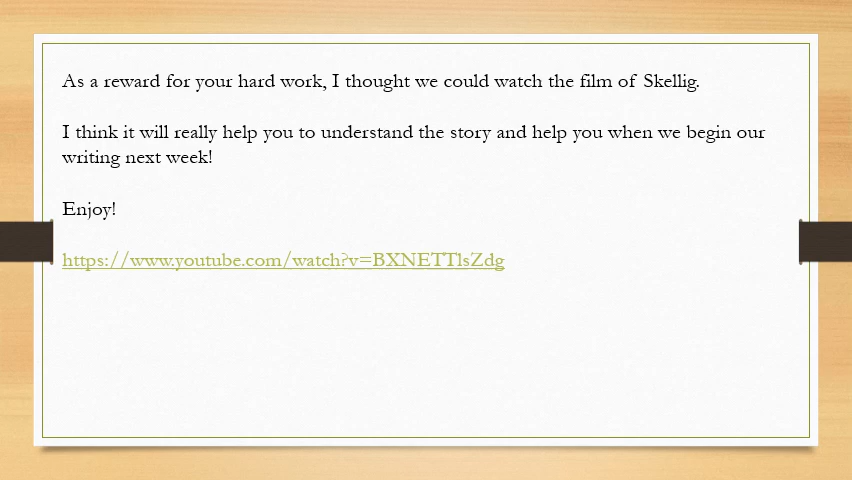 As a reward for your hard work, I thought we could watch the film of Skellig.
I think it will really help you to understand the story and help you when we begin our
writing next week!
Enjoy!
https://www.youtube.com/watch?v=BXNETTlsZdg